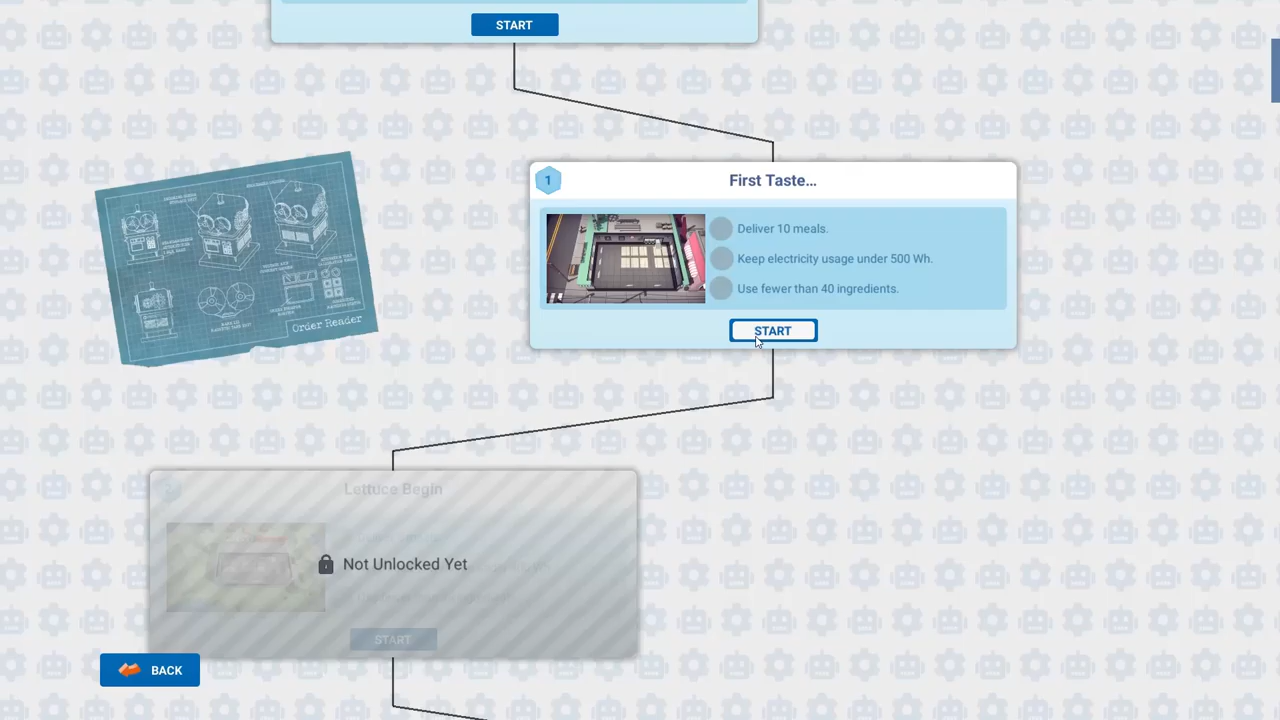 START
1
First Taste...
Deliver 10 meals.
Keep electricity usage under 500 Wh.
Use fewer than 40 ingredients.
START
Order Reader
Lettuce Begin
Not Unlocked Yet
START
BACK